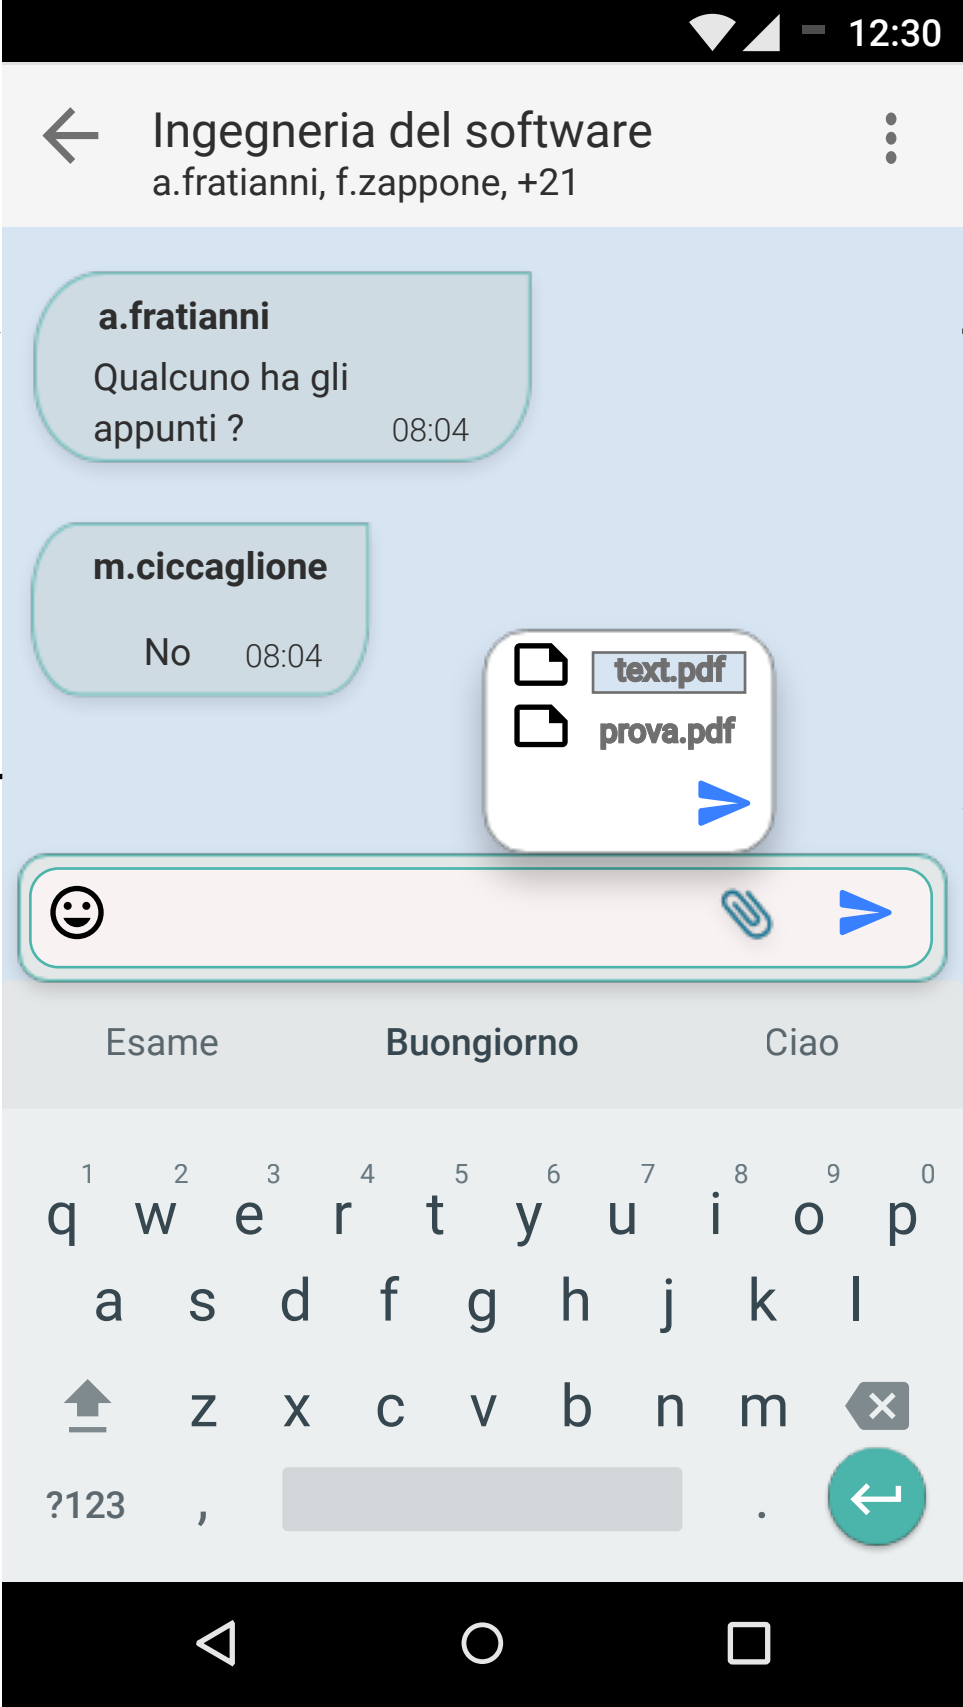 12:30
Ingegneria del software
a.fratianni, f.zappone, +21
a.fratianni
Qualcuno ha gli
appunti ? 08:04
m.ciccaglione
No 08:04
text.pdf
prova.pdf
Esame Buongiorno Ciao
1 2 3 4 5 6 7 8 9 0
q w e r t y u i o p
a s d f g h j k l
z x c v b n m
?123 , .